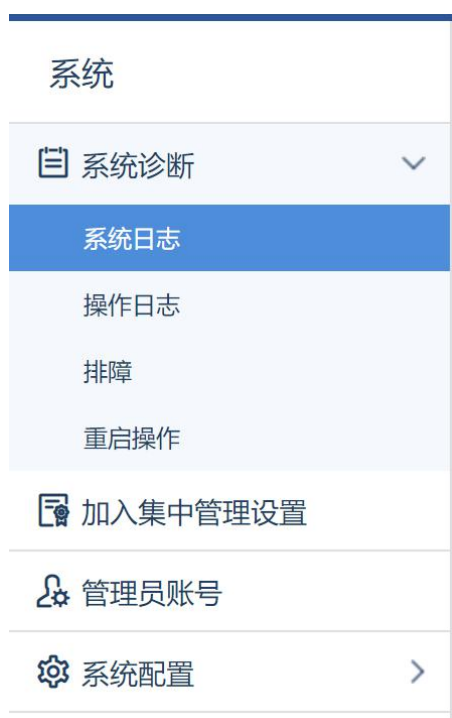 系统
系统诊断
系统日志
操作日志
排障
重启操作
加入集中管理设置
管理员账号
系统配置